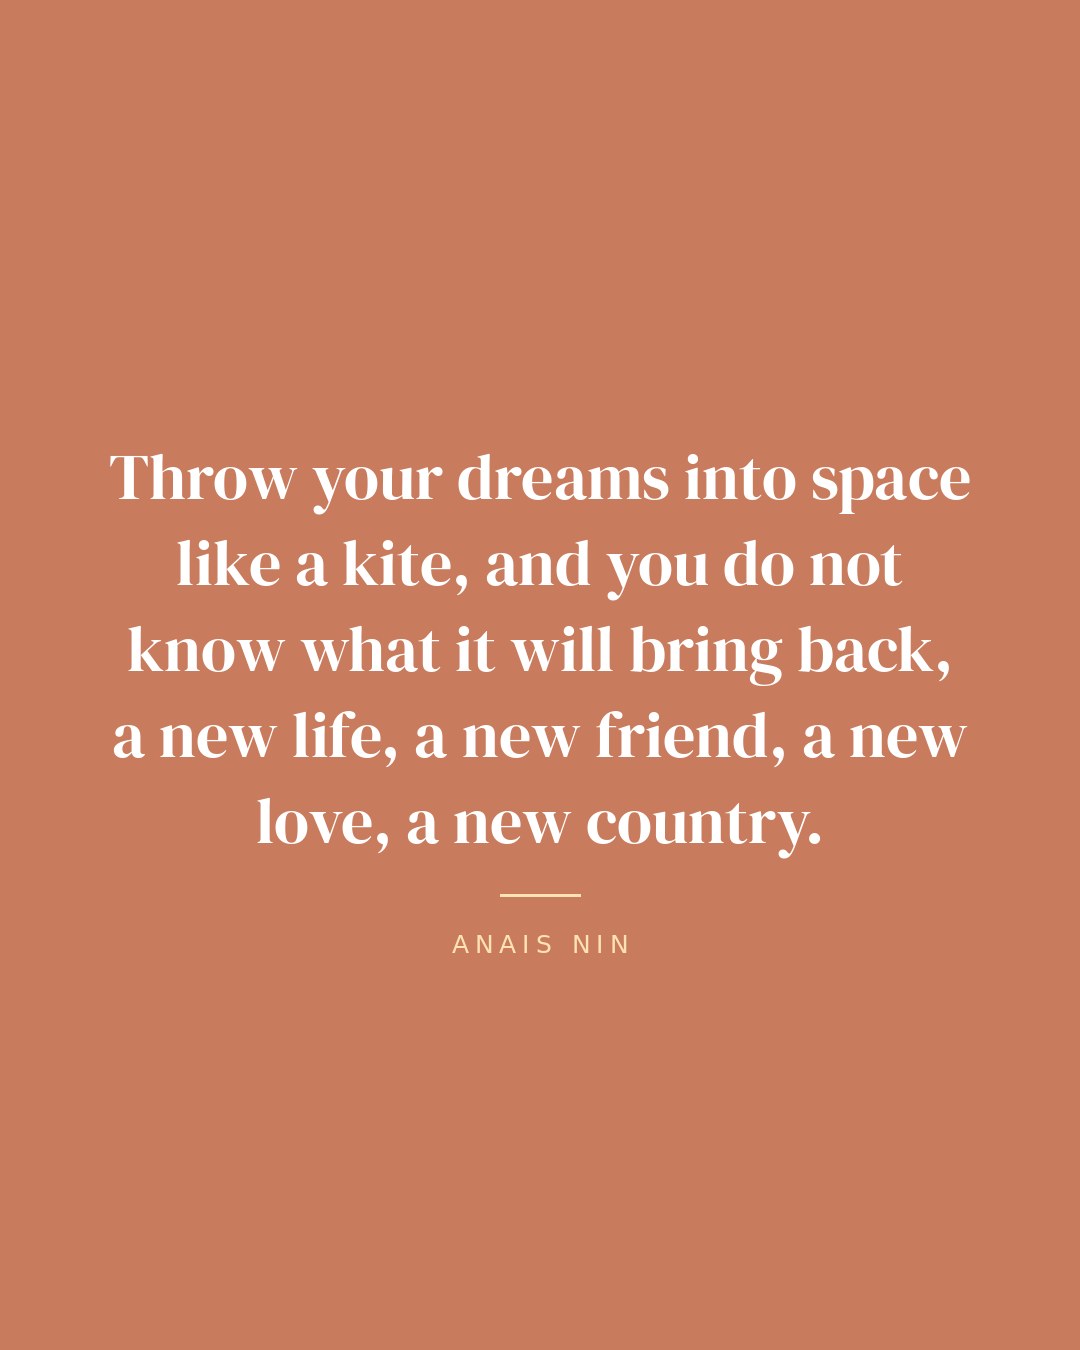 Throw your dreams into space
like a kite, and you do not
know what it will bring back,
a new life, a new friend, a new
love, a new country.
ANAIS NIN